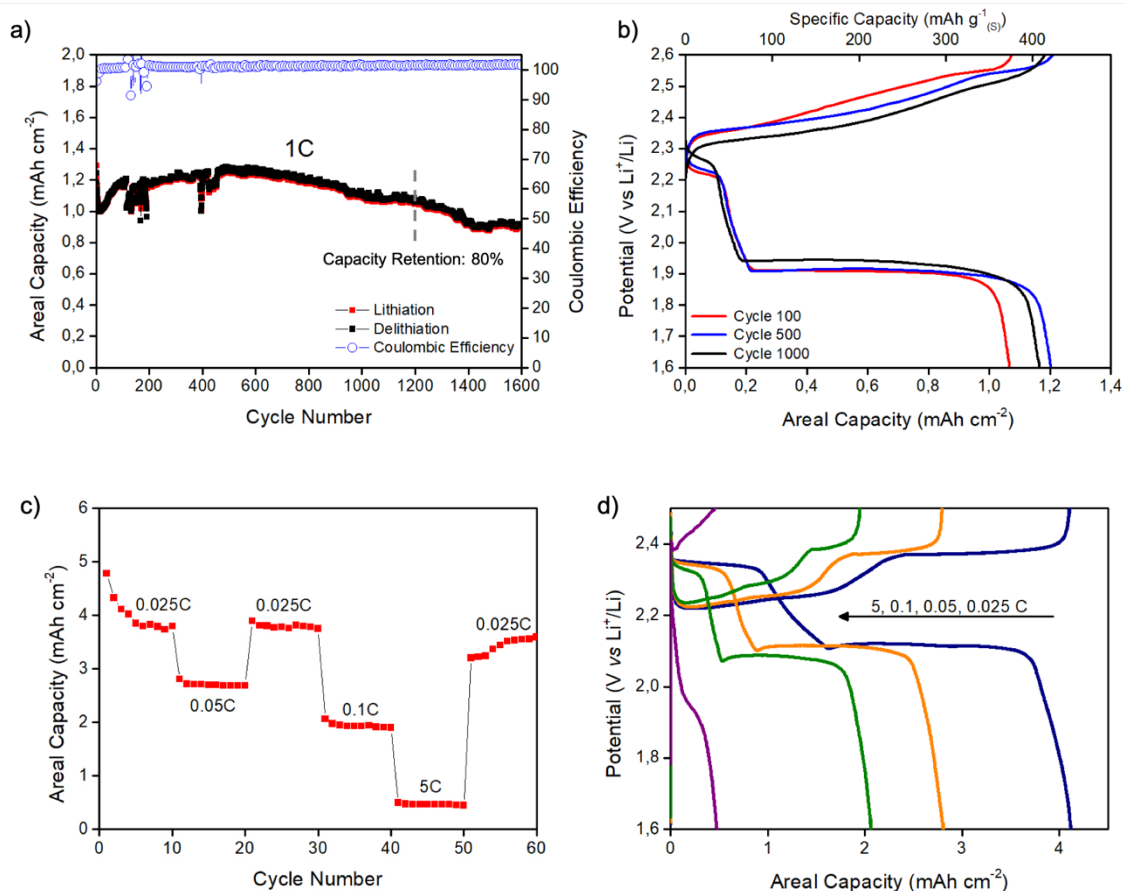 a)
2,0
1,8
1,6
1,4
1,2
1,0
0,8
0,6
0,4
0,2
0,0
Areal Capacity (mAh cm-2)
1C
Capacity Retention: 80%
Lithiation
Delithiation
Coulombic Efficiency
100
90
80
70
60
50
40
30
20
10
0
Coulombic Efficiency
0 200 400 600 800 1000 1200 1400 1600
Cycle Number
b)
Specific Capacity (mAh g-1(S))
0 100 200 300 400
2,6
2,5
2,4
2,3
2,2
2,1
2,0
1,9
1,8
1,7
1,6
Potential (V vs Li+/Li)
Cycle 100
Cycle 500
Cycle 1000
0,0 0,2 0,4 0,6 0,8 1,0 1,2 1,4
Areal Capacity (mAh cm-2)
c)
6
5
4
3
2
1
0
Areal Capacity (mAh cm-2)
0.025C
0.05C
0.025C
0.1C
5C
0.025C
0 10 20 30 40 50 60
Cycle Number
d)
2,4
2,2
2,0
1,8
1,6
Potential (V vs Li+/Li)
5, 0.1, 0.05, 0.025 C
0 1 2 3 4
Areal Capacity (mAh cm-2)